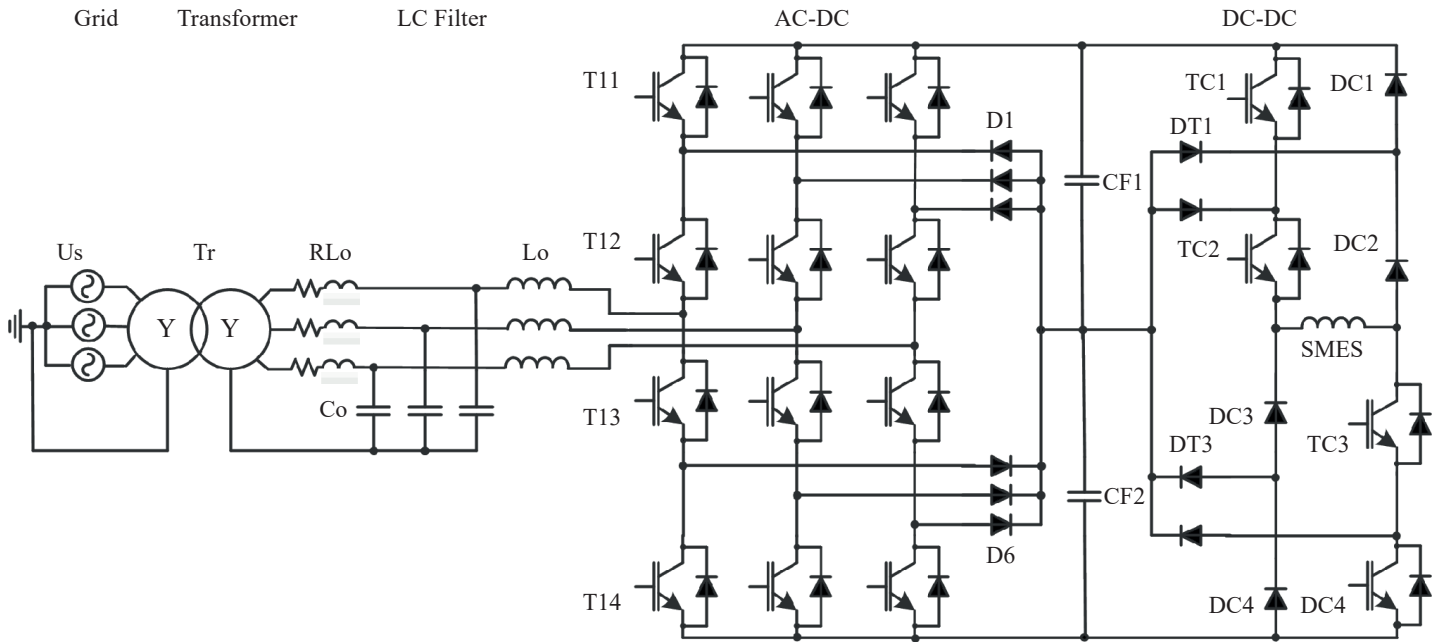 Grid Transformer LC Filter AC-DC DC-DC
T11 TC1 DC1
D1 DT1
CF1
T12 TC2 DC2
Us Tr RLo Lo
Y Y
SMES
Co T13 DC3 TC3
DT3
CF2
D6
T14 DC4 DC4